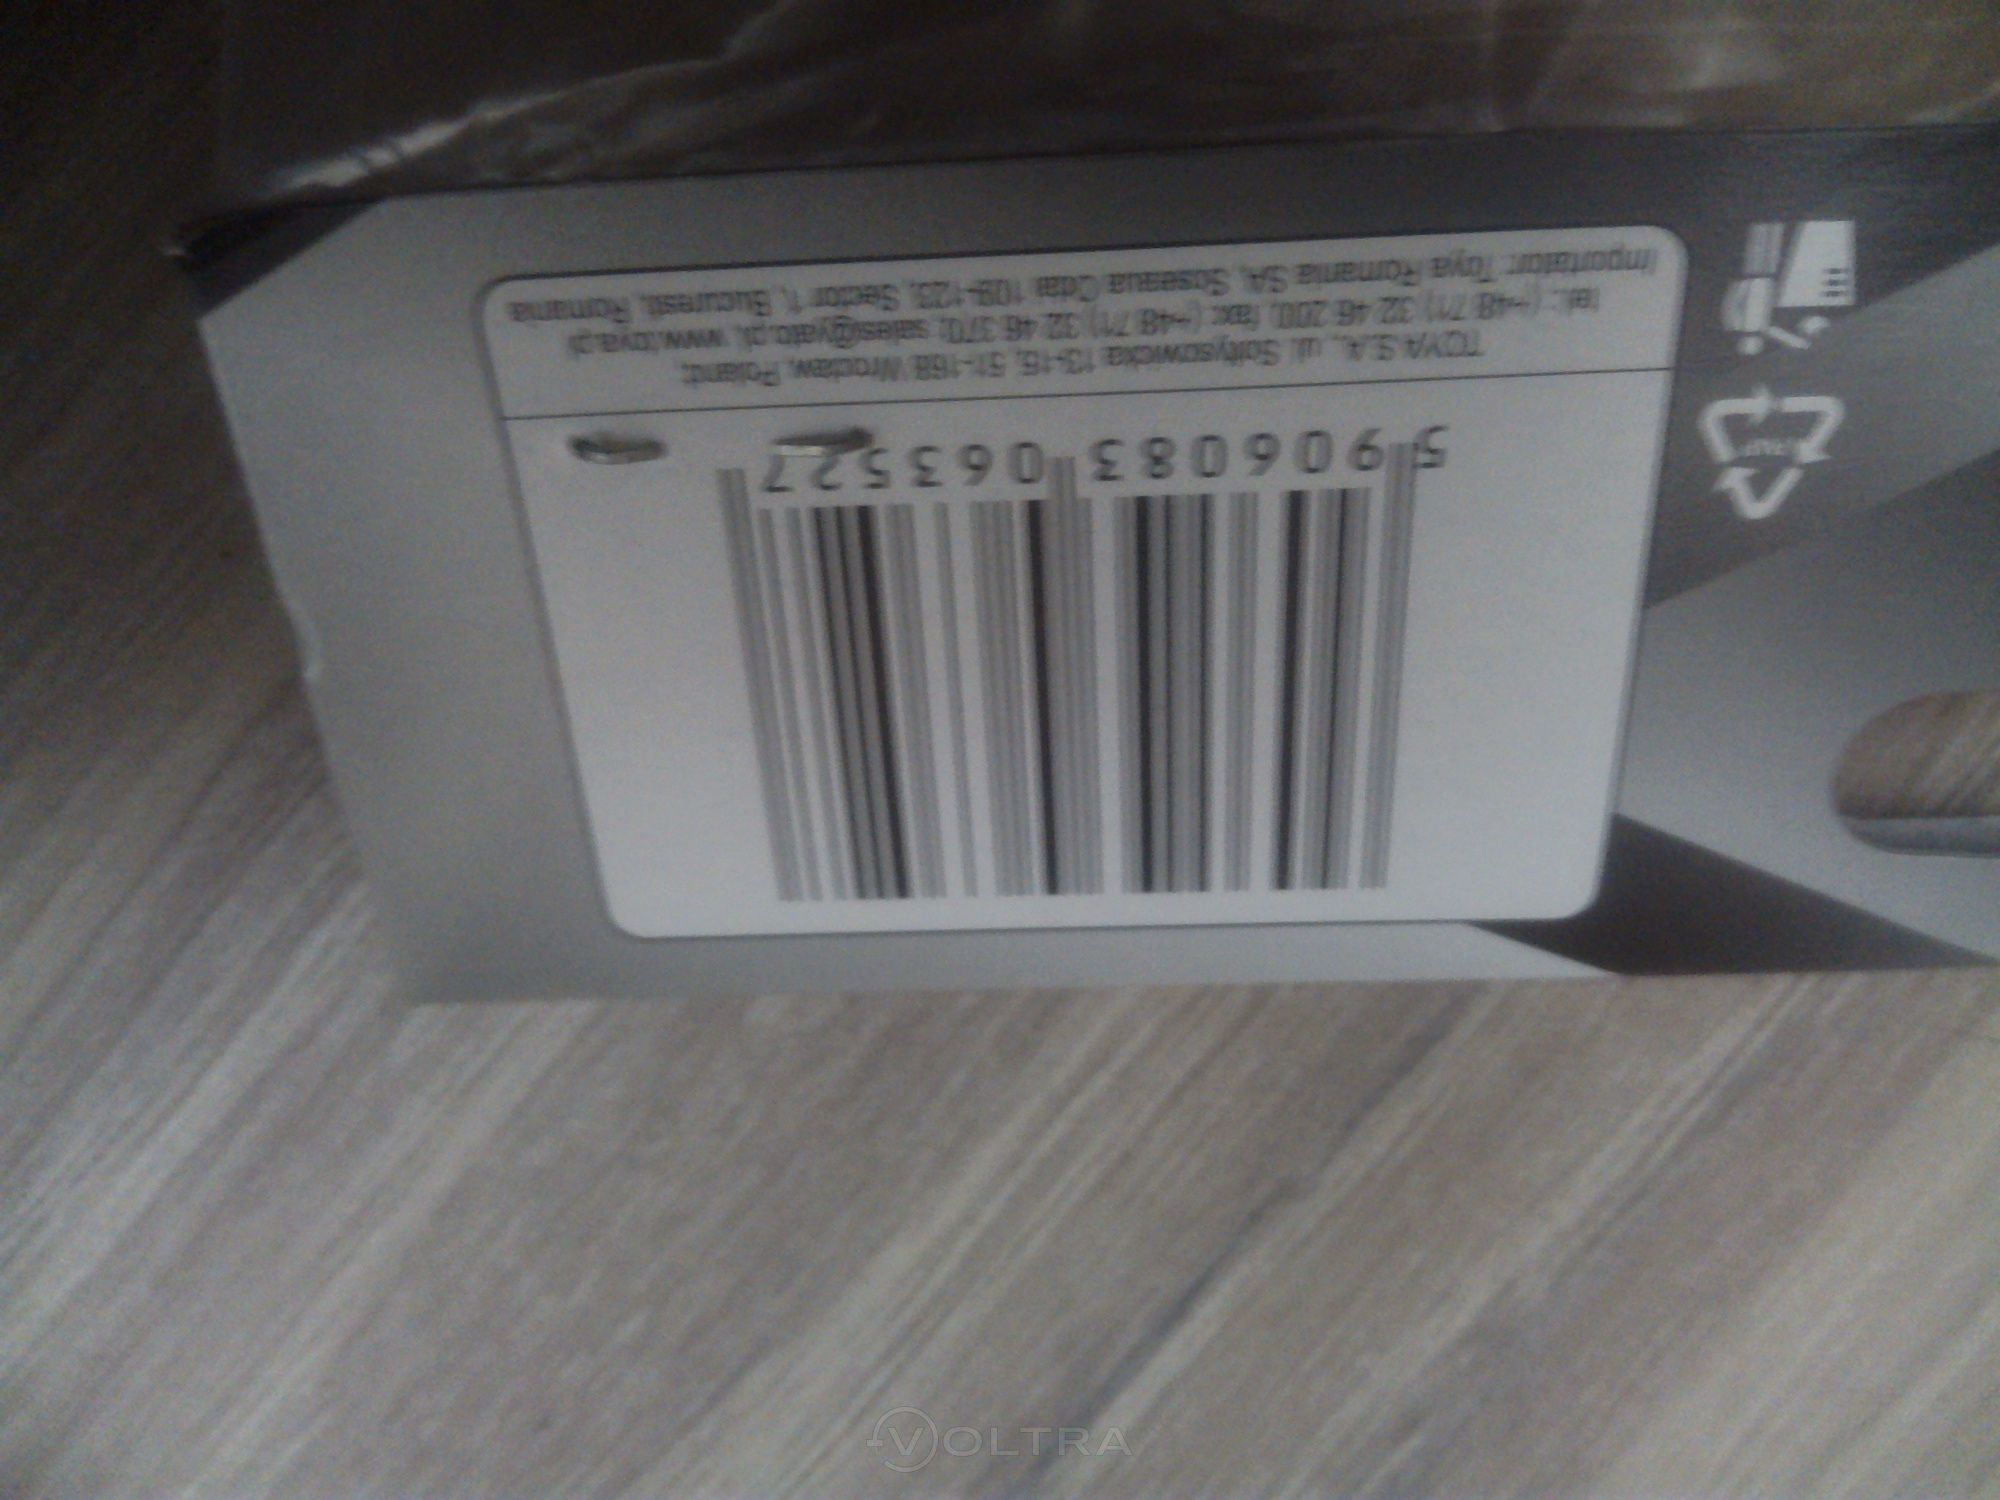 5 906083 063527
TOYA S.A., ul. Sołtysowicka 13-15, 51-168 Wrocław, Poland;
tel.: (+48 71) 32 46 200, fax: (+48 71) 32 46 370; sales@yato.pl, www.toya.pl
Importator: Toya Romania SA, Soseaua Odai 109-123, Sector 1, Bucuresti, Romania
VOLTRA